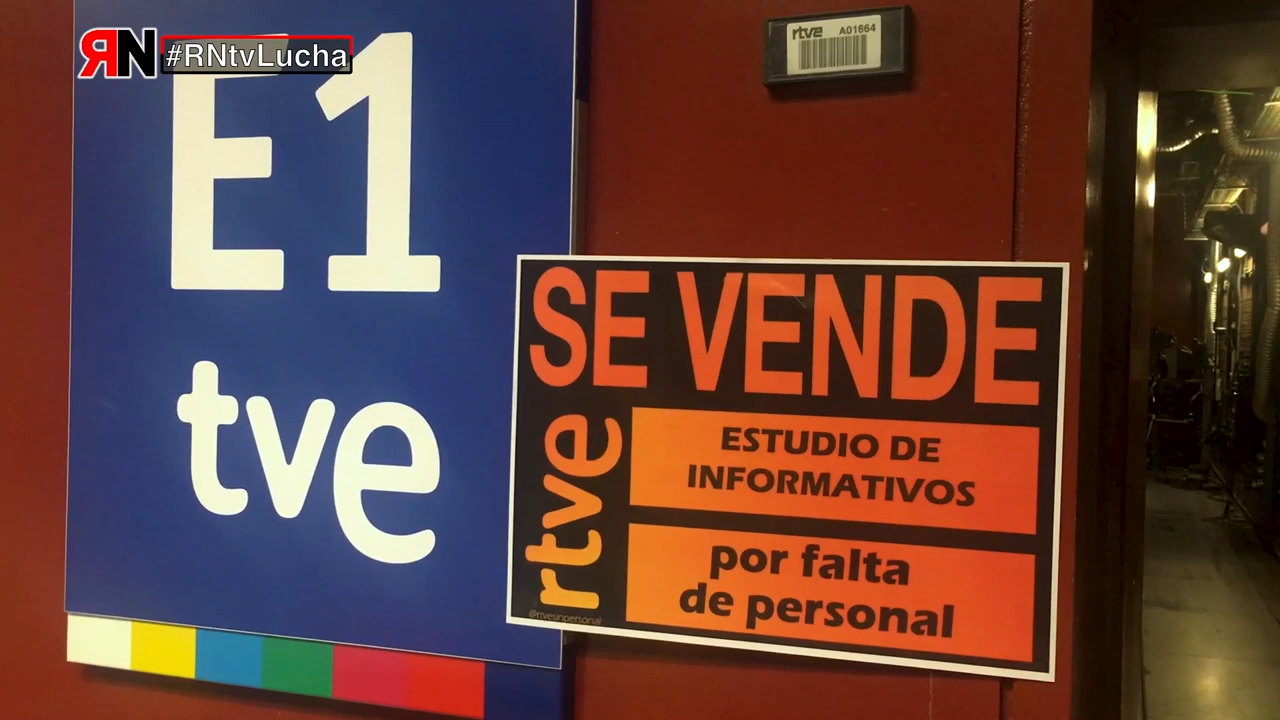 RN #RNtvLucha
E1
tve
rtve A01664
SE VENDE
rtve
ESTUDIO DE
INFORMATIVOS
por falta
de personal
@rtvesinpersonal